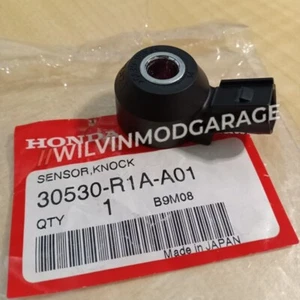 HONDA
//WILVINMODGARAGE
SENSOR,KNOCK
30530-R1A-A01
QTY 1 B9M08
Made in JAPAN